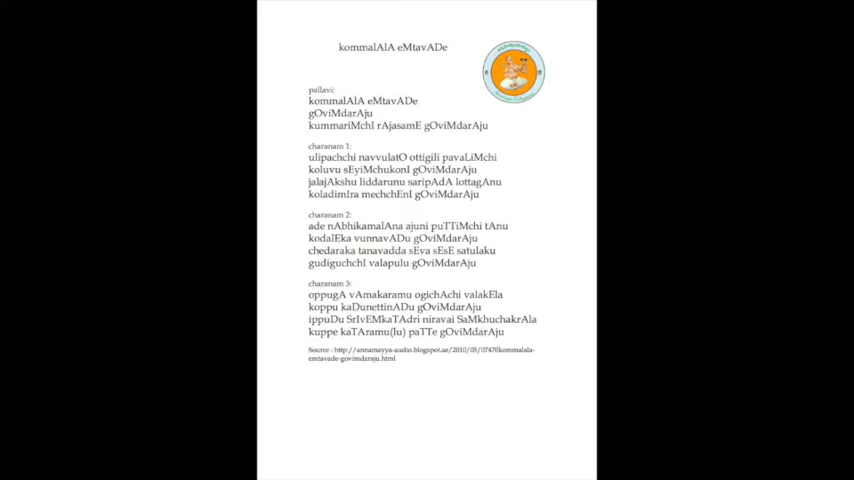 kommalAlA eMtavADe
pallavi:
kommalAlA eMtavADe
gOviMdarAju
kummariMchI rAjasamE gOviMdarAju
charanam 1:
ulipachchi navvulatO ottigili pavaLiMchi
koluvu sEyiMchukonI gOviMdarAju
jalajAkshu liddarunu saripAdA lottagAnu
koladimIra mechchEnI gOviMdarAju
charanam 2:
ade nAbhikamalAna ajuni puTTiMchi tAnu
kodalEka vunnavADu gOviMdarAju
chedaraka tanavadda sEva sEsE satulaku
gudiguchchI valapulu gOviMdarAju
charanam 3:
oppugA vAmakaramu ogichAchi valakEla
koppu kaDunettinADu gOviMdarAju
ippuDu SrIvEMkaTAdri niravai SaMkhuchakrAla
kuppe kaTAramu(lu) paTTe gOviMdarAju
Source : http://annamayya-audio.blogspot.ae/2010/05/07470kommalala-
emtavade-govimdaraju.html